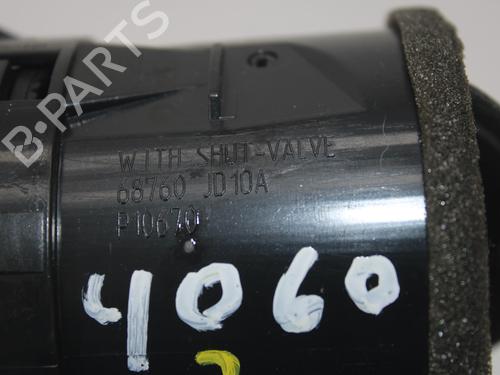 B-PARTS
WITH SHUT-VALVE
68760 JD10A
P10670
4060